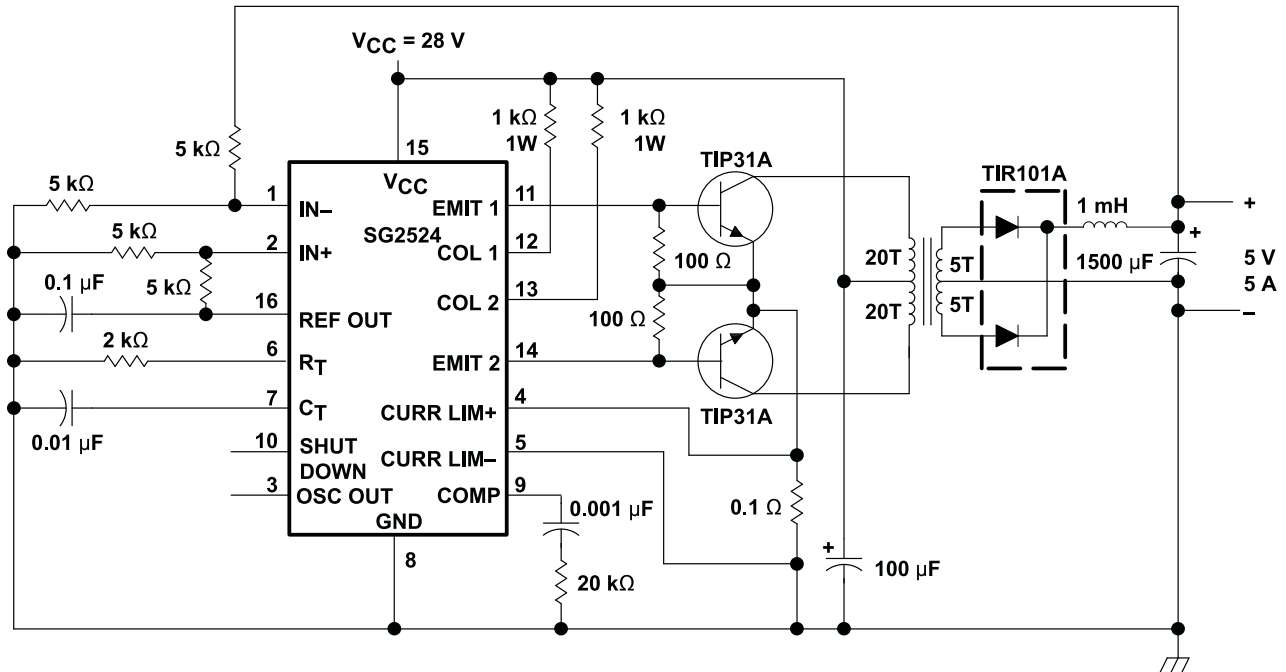 VCC = 28 V
5 kΩ
1 kΩ
1W
1 kΩ
1W
15
VCC
TIP31A
TIR101A
5 kΩ
1
IN–
EMIT 1
11
1 mH
+
SG2524
5 kΩ
2
IN+
COL 1
12
100 Ω
20T
5T
1500 µF
+
5 V
5 A
0.1 µF
5 kΩ
16
REF OUT
COL 2
13
100 Ω
20T
5T
–
2 kΩ
6
RT
EMIT 2
14
TIP31A
0.01 µF
7
CT
CURR LIM+
4
10
SHUT
DOWN
CURR LIM–
5
3
OSC OUT
COMP
9
0.001 µF
0.1 Ω
GND
8
20 kΩ
+
100 µF